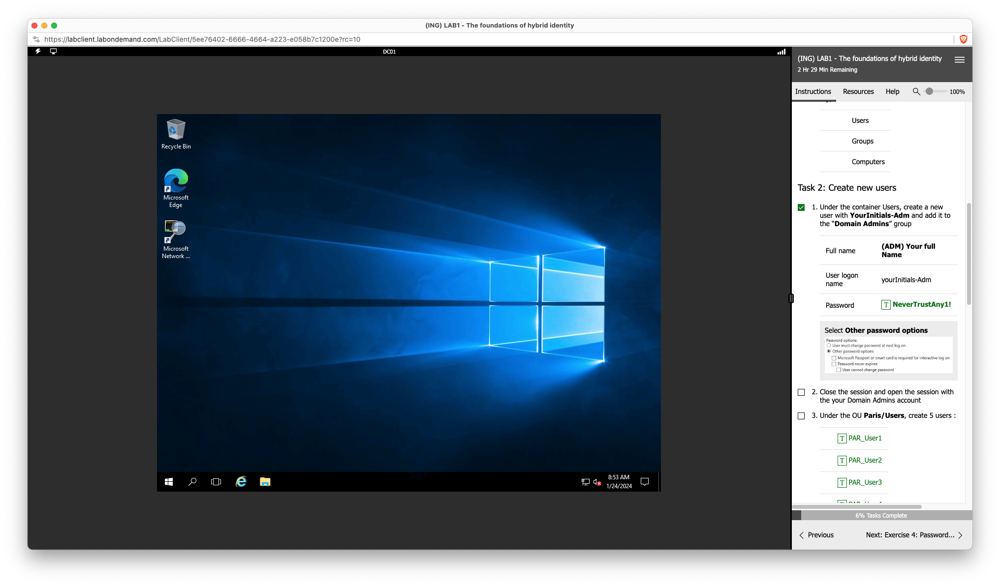 (ING) LAB1 - The foundations of hybrid identity
https://labclient.labondemand.com/LabClient/5ee76402-6666-4664-a223-e058b7c1200e?rc=10
DC01
Recycle Bin
Microsoft
Edge
Microsoft
Network ...
8:53 AM
1/24/2024
(ING) LAB1 - The foundations of hybrid identity
2 Hr 29 Min Remaining
Instructions Resources Help 100%
Users
Groups
Computers
Task 2: Create new users
1. Under the container Users, create a new
user with YourInitials-Adm and add it to
the “Domain Admins” group
Full name (ADM) Your full
Name
User logon
name yourInitials-Adm
Password T NeverTrustAny1!
Select Other password options
Password options:
User must change password at next log on
Other password options
Microsoft Passport or smart card is required for interactive log on
Password never expires
User cannot change password
2. Close the session and open the session with
the your Domain Admins account
3. Under the OU Paris/Users, create 5 users :
T PAR_User1
T PAR_User2
T PAR_User3
6% Tasks Complete
Previous Next: Exercise 4: Password...